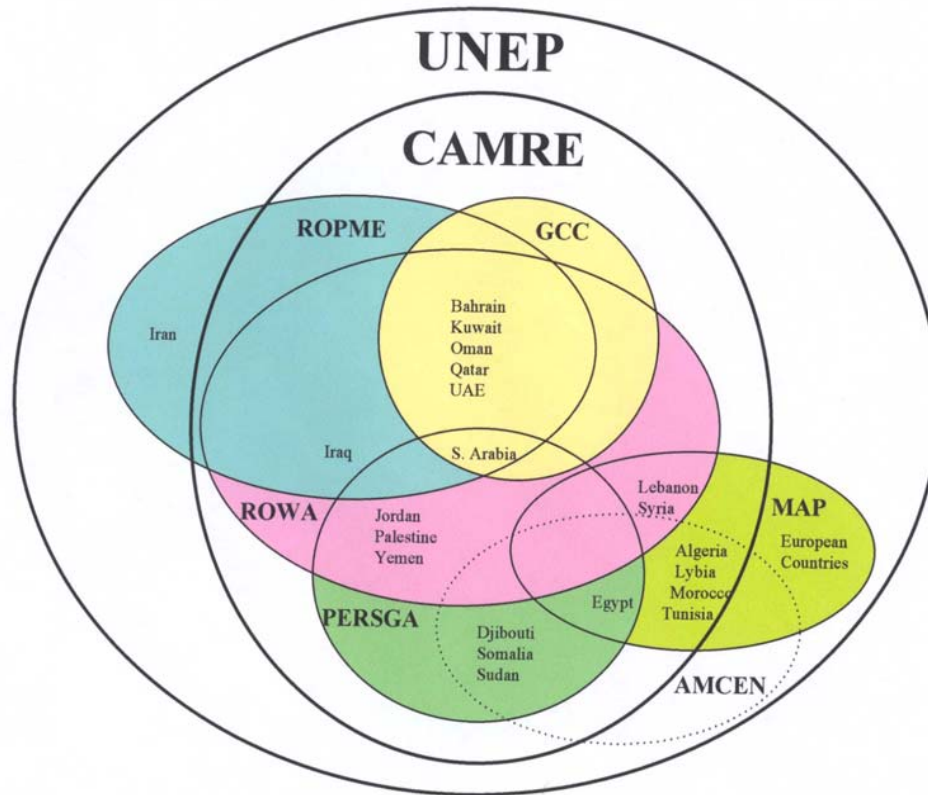 UNEP
CAMRE
ROPME
GCC
Iran
Bahrain
Kuwait
Oman
Qatar
UAE
Iraq
S. Arabia
ROWA
Jordan
Palestine
Yemen
Lebanon
Syria
MAP
European
Countries
Algeria
Lybia
Morocco
Tunisia
Egypt
PERSGA
Djibouti
Somalia
Sudan
AMCEN